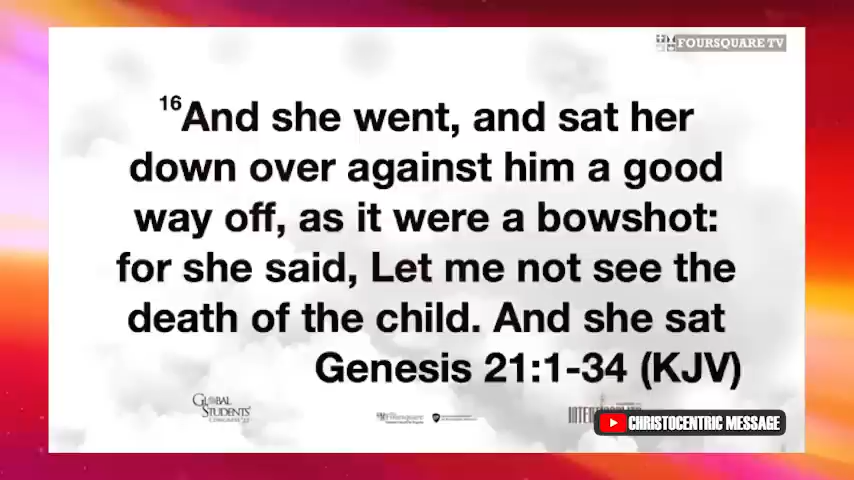 FOURSQUARE TV
16And she went, and sat her
down over against him a good
way off, as it were a bowshot:
for she said, Let me not see the
death of the child. And she sat
Genesis 21:1-34 (KJV)
GLOBAL
STUDENTS'
Foursquare
CHRISTOCENTRIC MESSAGE